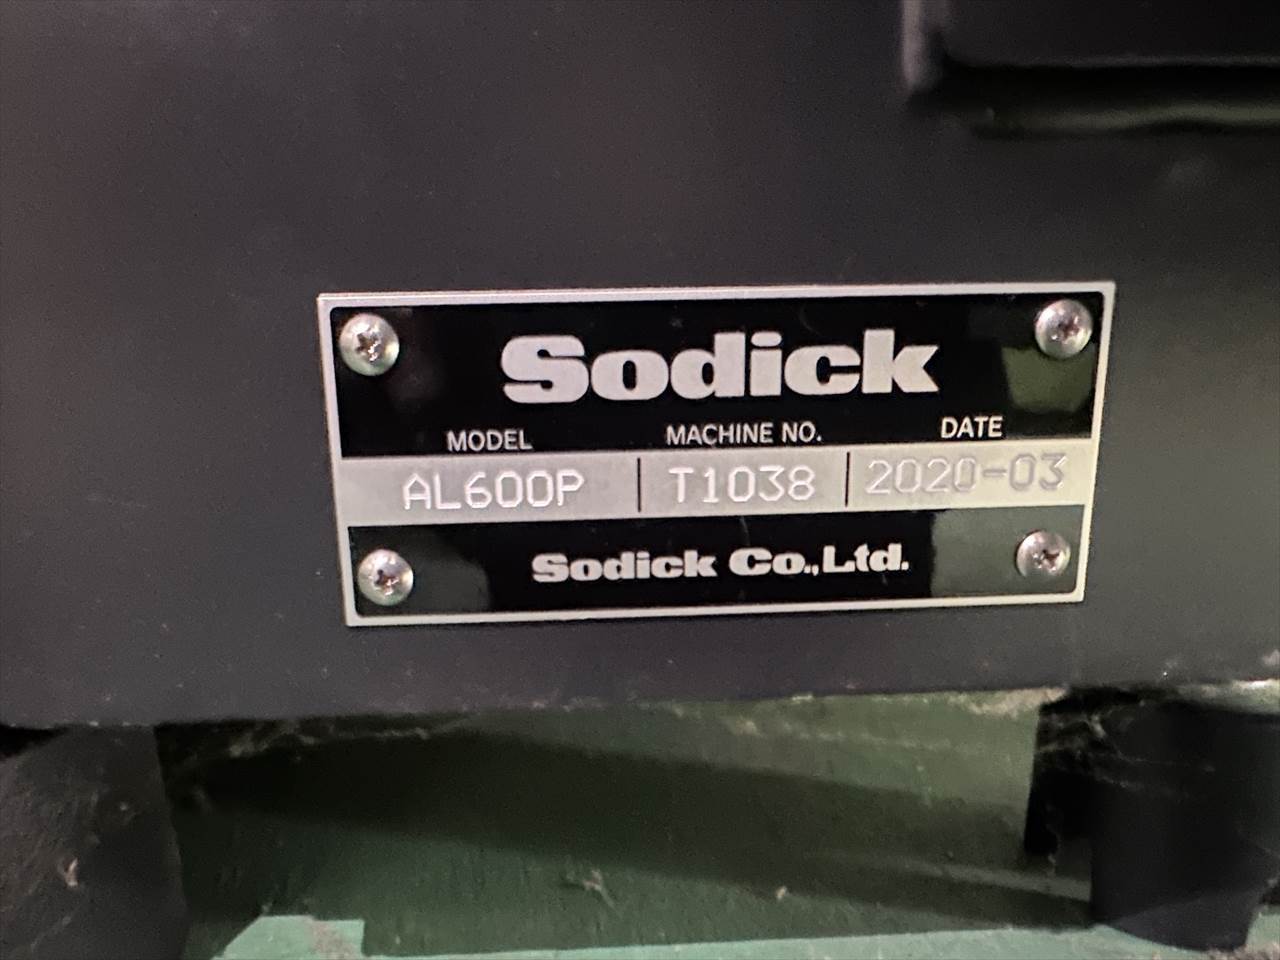 Sodick
MODEL MACHINE NO. DATE
AL600P T1038 2020-03
Sodick Co.,Ltd.